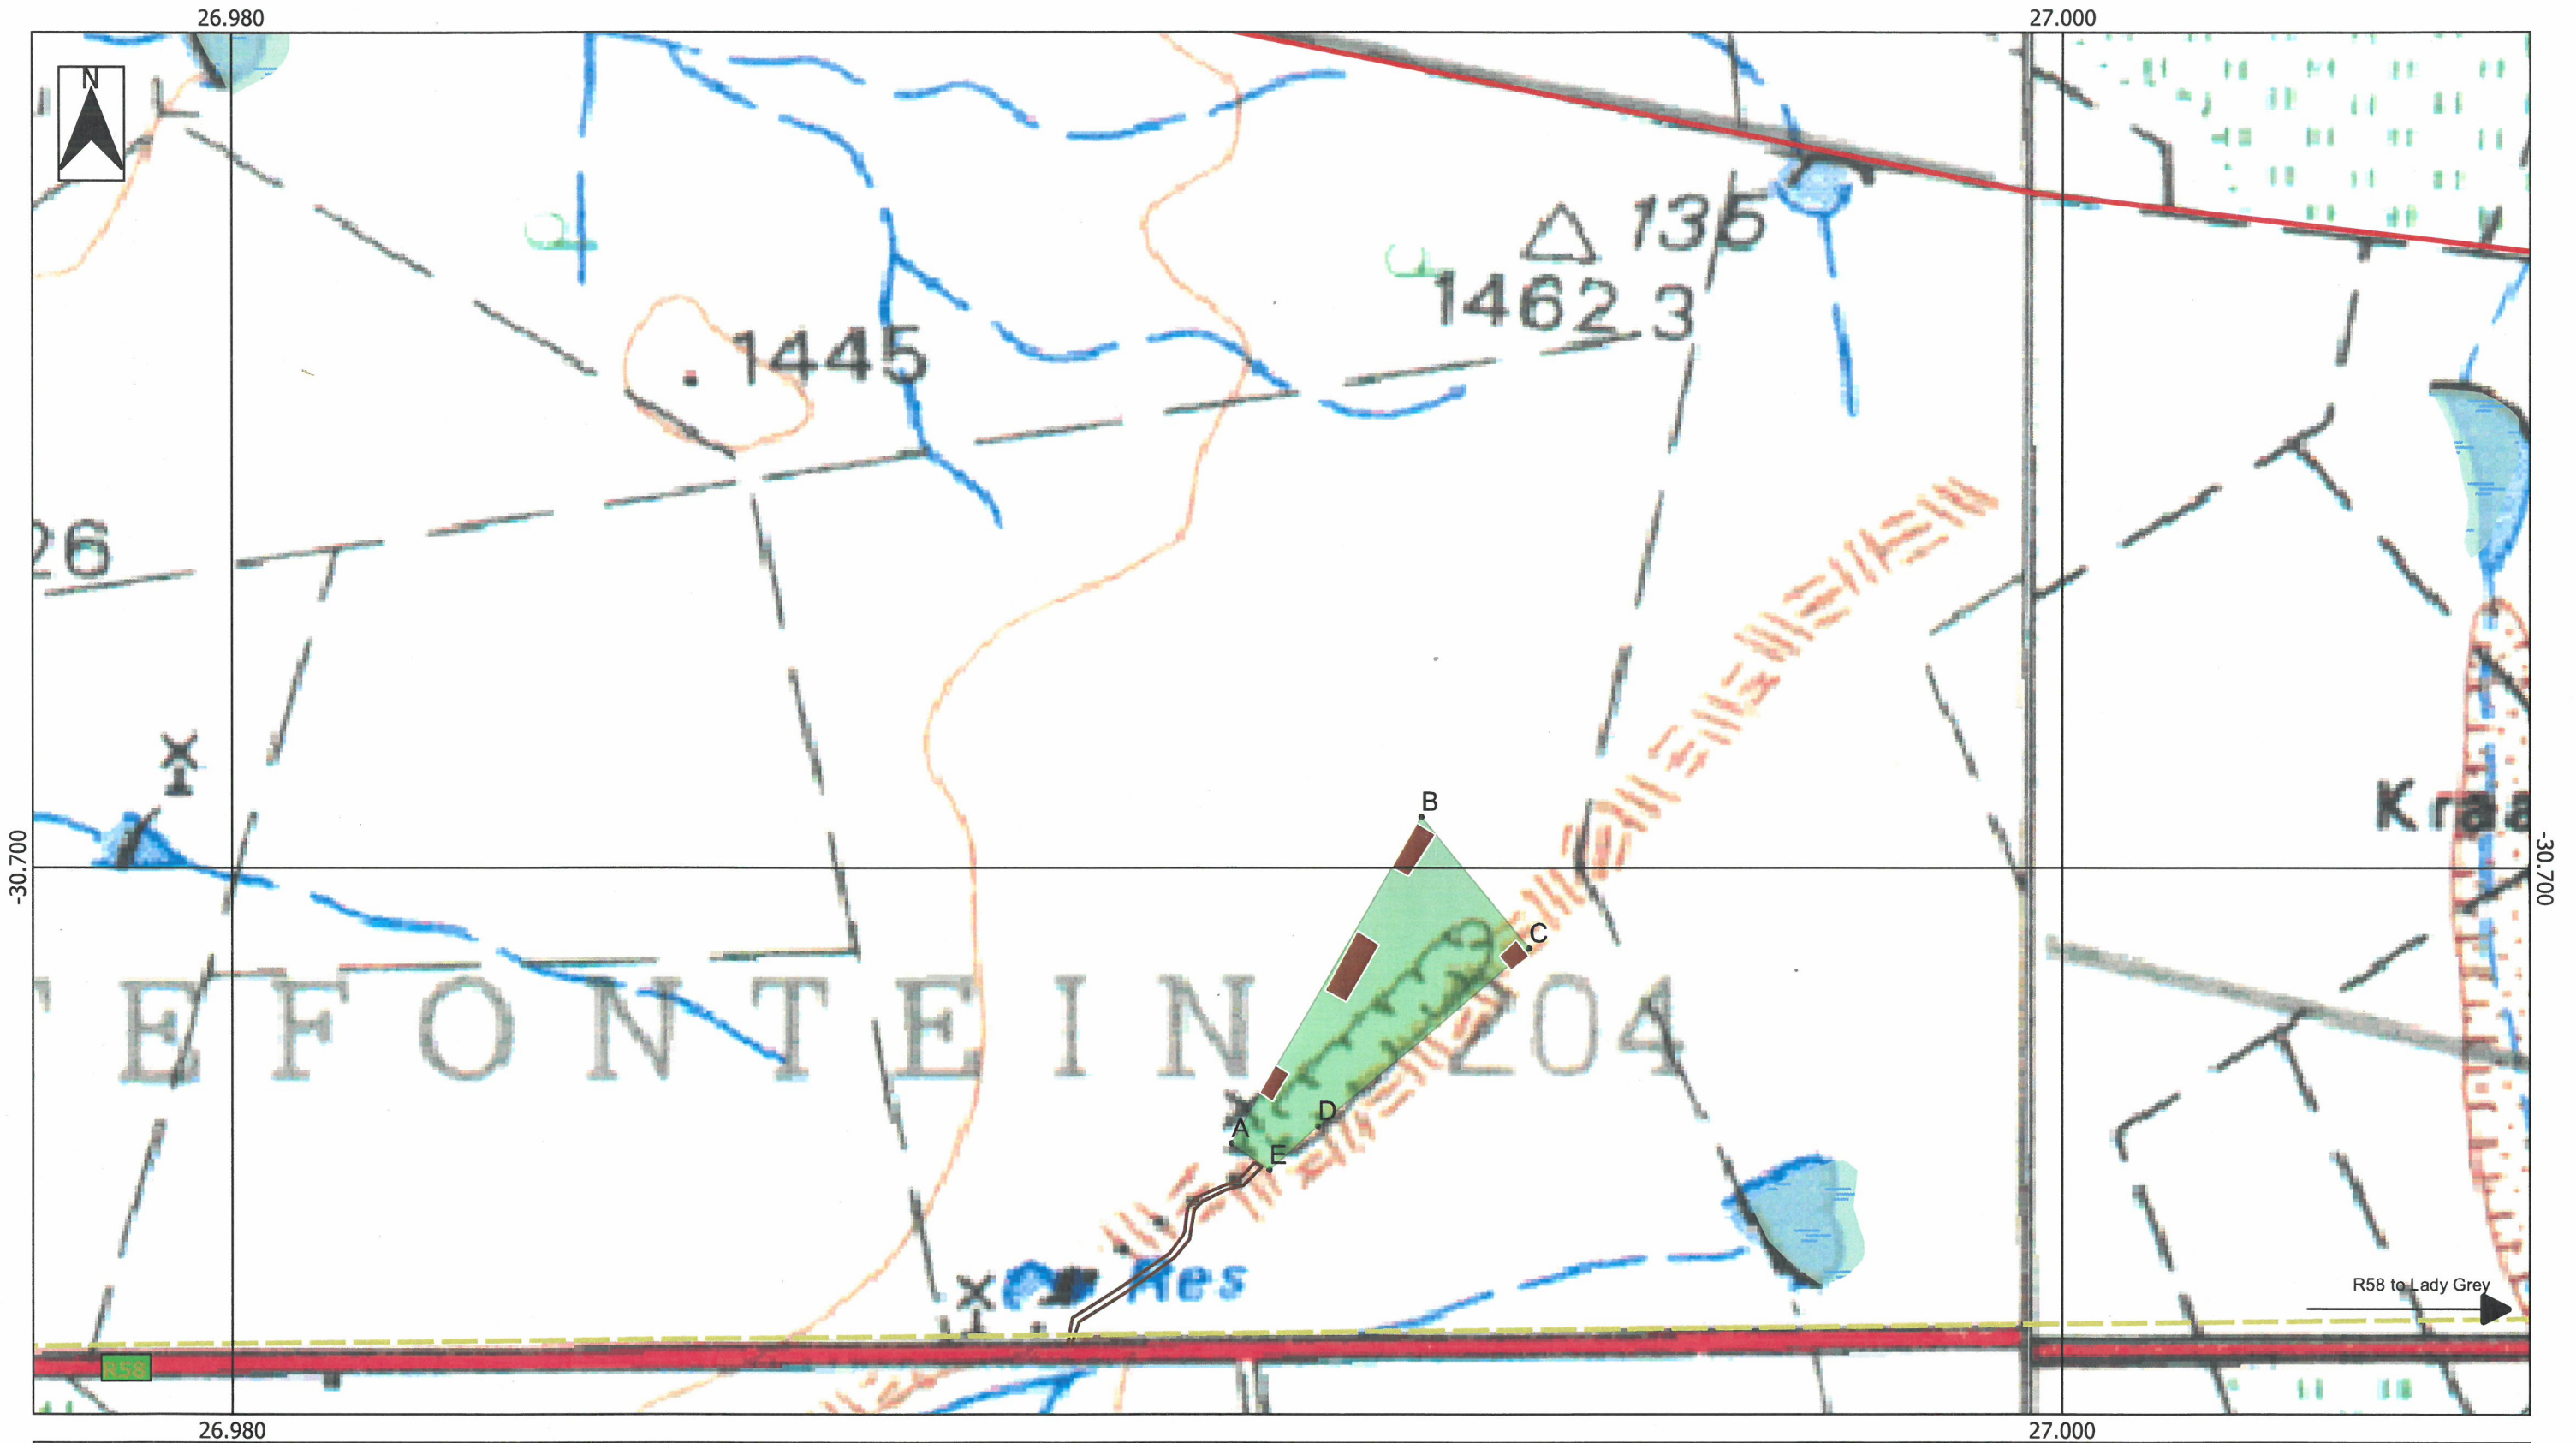 26.980
27.000
N
135
1462.3
1445
26
B
Kraa
-30.700
-30.700
C
EFONTEIN 204
D
A
E
Res
R58 to Lady Grey
R58
26.980
27.000